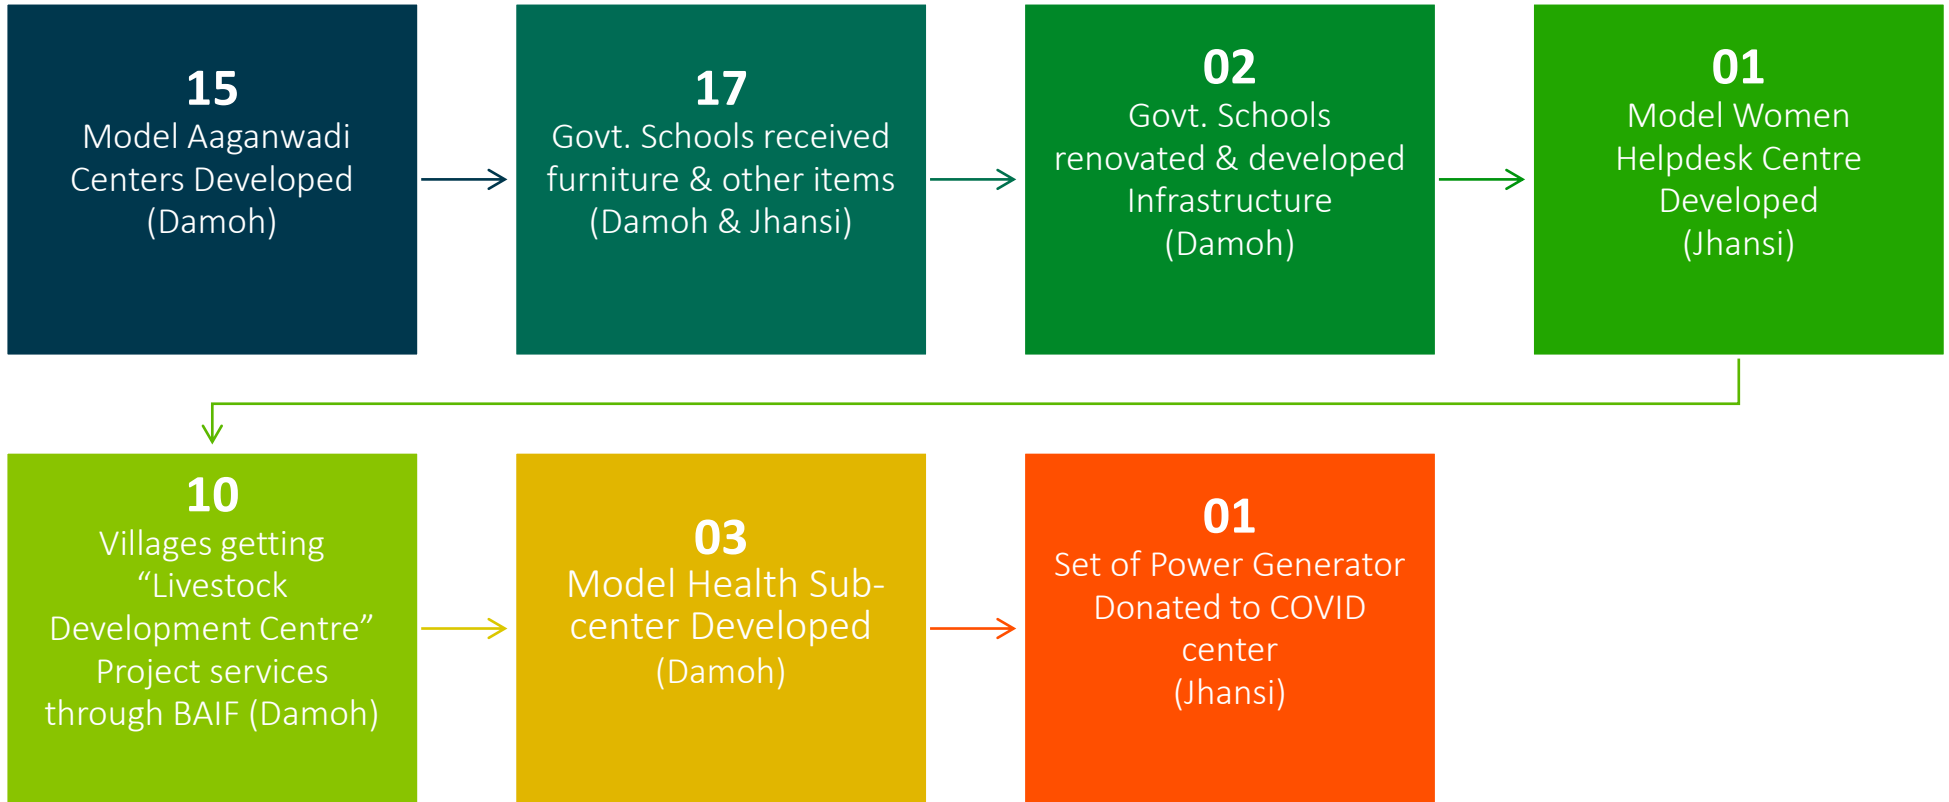 15
Model Aaganwadi
Centers Developed
(Damoh)
17
Govt. Schools received
furniture & other items
(Damoh & Jhansi)
02
Govt. Schools
renovated & developed
Infrastructure
(Damoh)
01
Model Women
Helpdesk Centre
Developed
(Jhansi)
10
Villages getting
“Livestock
Development Centre”
Project services
through BAIF (Damoh)
03
Model Health Sub-
center Developed
(Damoh)
01
Set of Power Generator
Donated to COVID
center
(Jhansi)